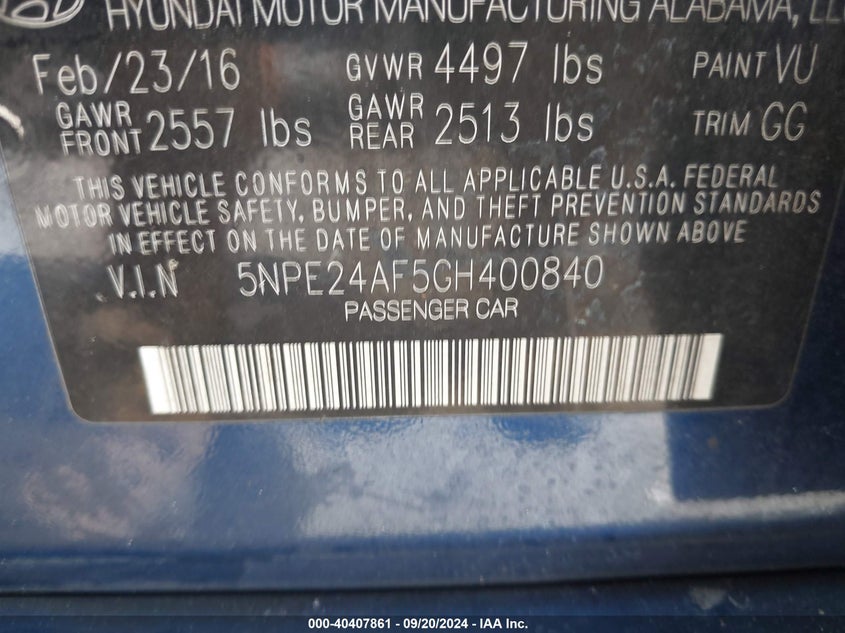 HYUNDAI MOTOR MANUFACTURING ALABAMA, LLC
Feb/23/16 GVWR 4497 lbs PAINT VU
GAWR FRONT 2557 lbs GAWR REAR 2513 lbs TRIM GG
THIS VEHICLE CONFORMS TO ALL APPLICABLE U.S.A. FEDERAL
MOTOR VEHICLE SAFETY, BUMPER, AND THEFT PREVENTION STANDARDS
IN EFFECT ON THE DATE OF MANUFACTURE SHOWN ABOVE
V.I.N 5NPE24AF5GH400840
PASSENGER CAR
000-40407861 - 09/20/2024 - IAA Inc.